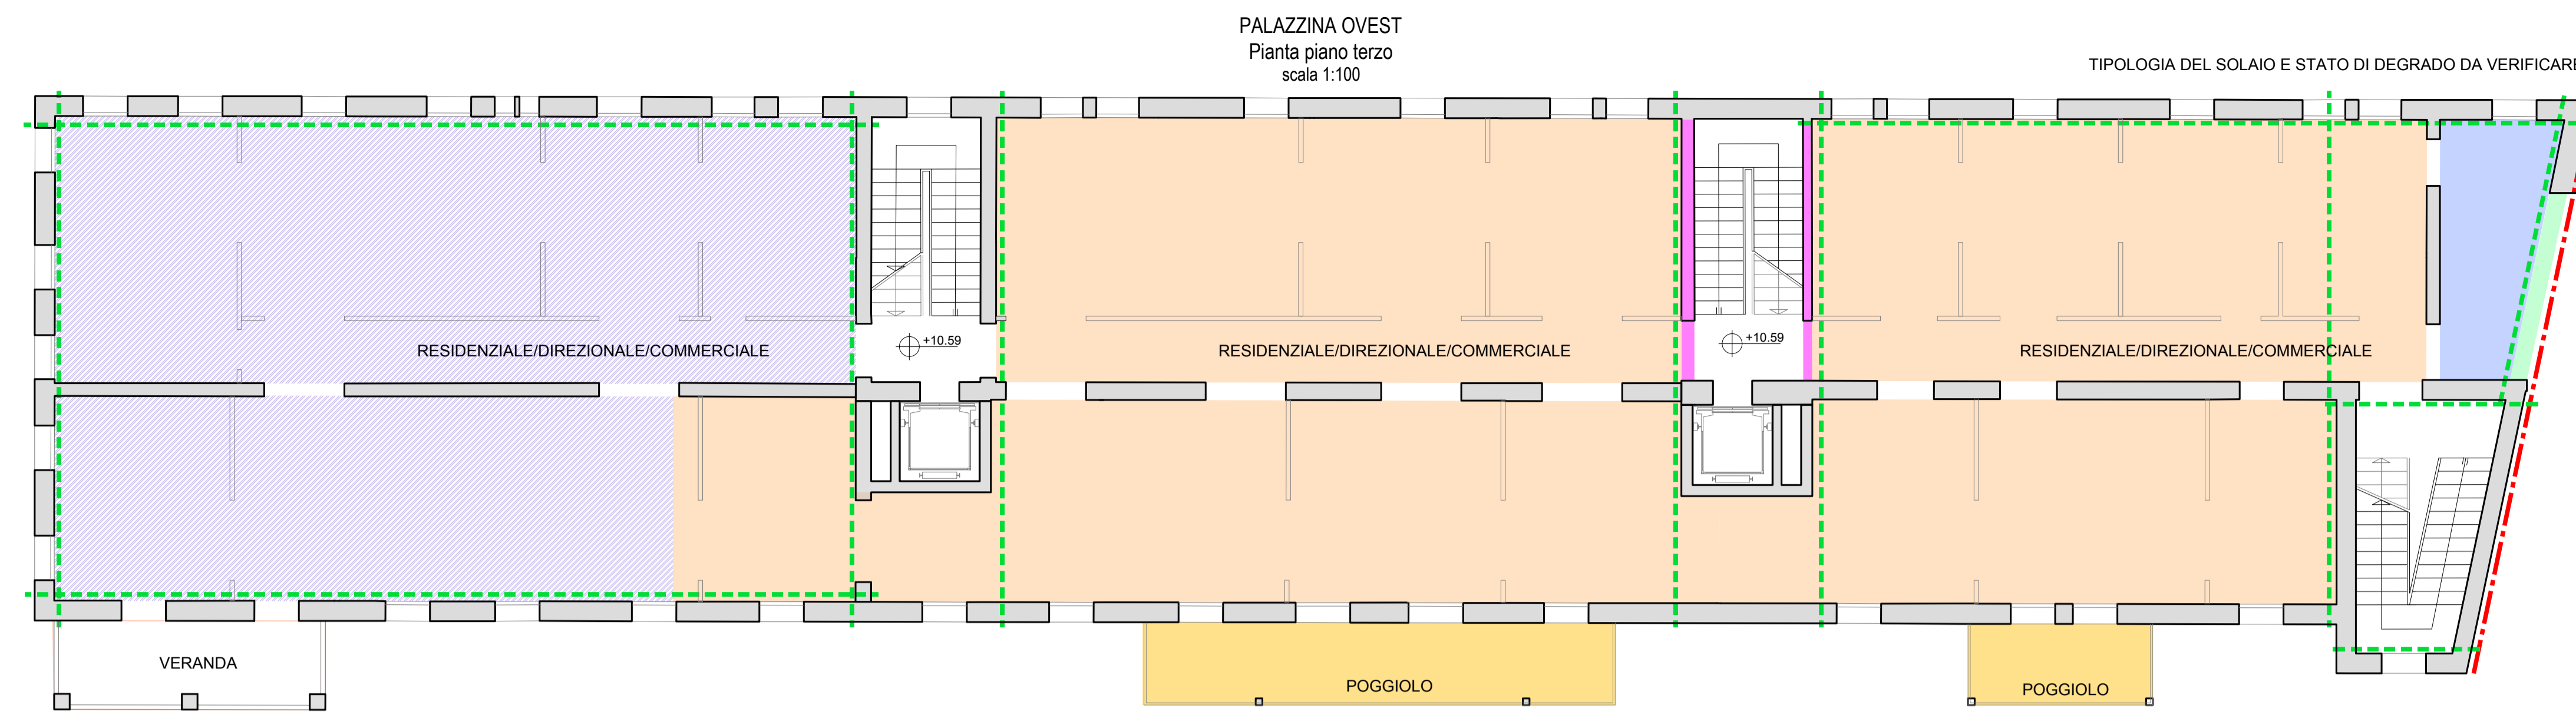 PALAZZINA OVEST
Pianta piano terzo
scala 1:100
TIPOLOGIA DEL SOLAIO E STATO DI DEGRADO DA VERIFICARE
+10.59
+10.59
RESIDENZIALE/DIREZIONALE/COMMERCIALE
RESIDENZIALE/DIREZIONALE/COMMERCIALE
RESIDENZIALE/DIREZIONALE/COMMERCIALE
VERANDA
POGGIOLO
POGGIOLO